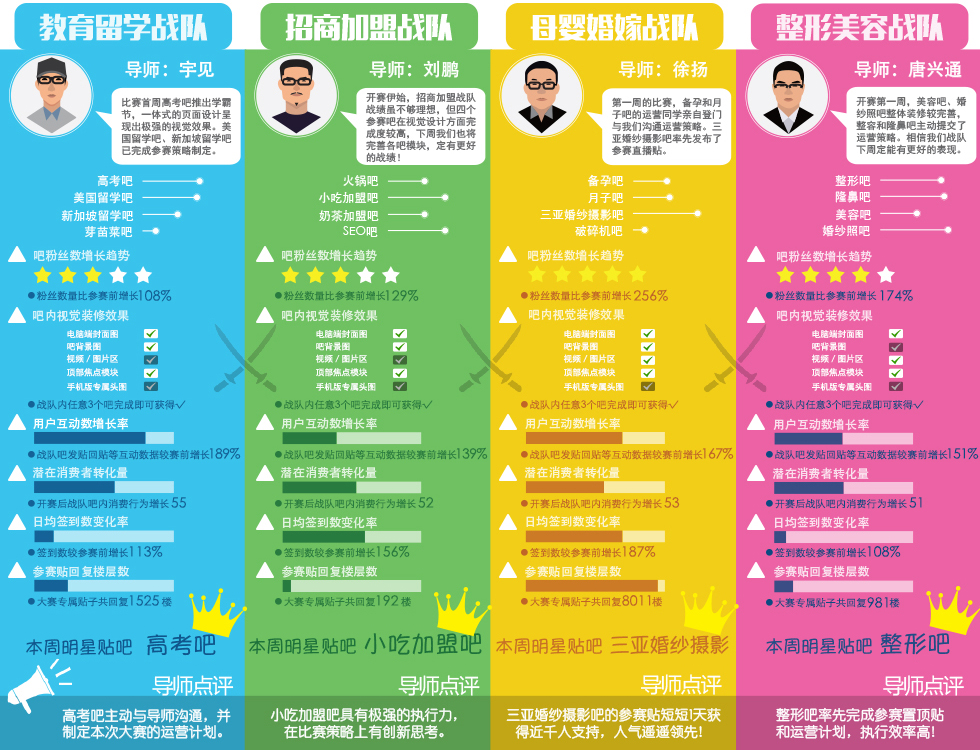 教育留学战队
导师：宇见
比赛首周高考吧推出学霸
节，一体式的页面设计呈
现出极强的视觉效果。美
国留学吧、新加坡留学吧
已完成参赛策略制定。
高考吧
美国留学吧
新加坡留学吧
芽苗菜吧
吧粉丝数增长趋势
粉丝数量比参赛前增长108%
吧内视觉装修效果
电脑端封面图
吧背景图
视频 / 图片区
顶部焦点模块
手机版专属头图
战队内任意3个吧完成即可获得✓
用户互动数增长率
战队吧发贴回贴等互动数据较赛前增长189%
潜在消费者转化量
开赛后战队吧内消费行为增长 55
日均签到数变化率
签到数较参赛前增长113%
参赛贴回复楼层数
大赛专属贴子共回复1525 楼
本周明星贴吧 高考吧
导师点评
高考吧主动与导师沟通，并
制定本次大赛的运营计划。
招商加盟战队
导师：刘鹏
开赛伊始，招商加盟战队
战绩虽不够理想，但四个
参赛吧在视觉设计方面完
成度较高，下周我们也将
完善各吧模块，定有更好
的战绩！
火锅吧
小吃加盟吧
奶茶加盟吧
SEO吧
吧粉丝数增长趋势
粉丝数量比参赛前增长129%
吧内视觉装修效果
电脑端封面图
吧背景图
视频 / 图片区
顶部焦点模块
手机版专属头图
战队内任意3个吧完成即可获得✓
用户互动数增长率
战队吧发贴回贴等互动数据较赛前增长139%
潜在消费者转化量
开赛后战队吧内消费行为增长 52
日均签到数变化率
签到数较参赛前增长156%
参赛贴回复楼层数
大赛专属贴子共回复192 楼
本周明星贴吧 小吃加盟吧
导师点评
小吃加盟吧具有极强的执行力，
在比赛策略上有创新思考。
母婴婚嫁战队
导师：徐扬
第一周的比赛，备孕和月
子吧的运营同学亲自登门
与我们沟通运营策略。三
亚婚纱摄影吧率先发布了
参赛直播贴。
备孕吧
月子吧
三亚婚纱摄影吧
破碎机吧
吧粉丝数增长趋势
粉丝数量比参赛前增长 256%
吧内视觉装修效果
电脑端封面图
吧背景图
视频 / 图片区
顶部焦点模块
手机版专属头图
战队内任意3个吧完成即可获得✓
用户互动数增长率
战队吧发贴回贴等互动数据较赛前增长167%
潜在消费者转化量
开赛后战队吧内消费行为增长 53
日均签到数变化率
签到数较参赛前增长187%
参赛贴回复楼层数
大赛专属贴子共回复8011楼
本周明星贴吧 三亚婚纱摄影
导师点评
三亚婚纱摄影吧的参赛贴短短1天获
得近千人支持，人气遥遥领先！
整形美容战队
导师：唐兴通
开赛第一周，美容吧、婚
纱照吧整体装修较完善，
整容和隆鼻吧主动提交了
运营策略。相信我们战队
下周定能有更好的表现。
整形吧
隆鼻吧
美容吧
婚纱照吧
吧粉丝数增长趋势
粉丝数量比参赛前增长 174%
吧内视觉装修效果
电脑端封面图
吧背景图
视频 / 图片区
顶部焦点模块
手机版专属头图
战队内任意3个吧完成即可获得✓
用户互动数增长率
战队吧发贴回贴等互动数据较赛前增长151%
潜在消费者转化量
开赛后战队吧内消费行为增长 51
日均签到数变化率
签到数较参赛前增长108%
参赛贴回复楼层数
大赛专属贴子共回复981楼
本周明星贴吧 整形吧
导师点评
整形吧率先完成参赛置顶贴
和运营计划，执行效率高！